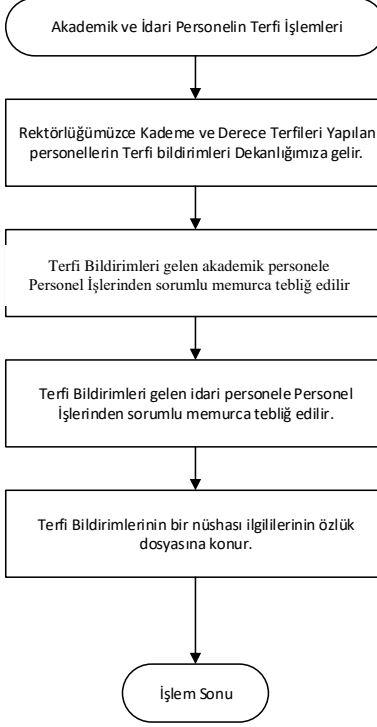 Akademik ve İdari Personelin Terfi İşlemleri
Rektörlüğümüzce Kademe ve Derece Terfileri Yapılan
personellerin Terfi bildirimleri Dekanlığımıza gelir.
Terfi Bildirimleri gelen akademik personele
Personel İşlerinden sorumlu memurca tebliğ edilir
Terfi Bildirimleri gelen idari personele Personel
İşlerinden sorumlu memurca tebliğ edilir.
Terfi Bildirimlerinin bir nüshası ilgililerinin özlük
dosyasına konur.
İşlem Sonu